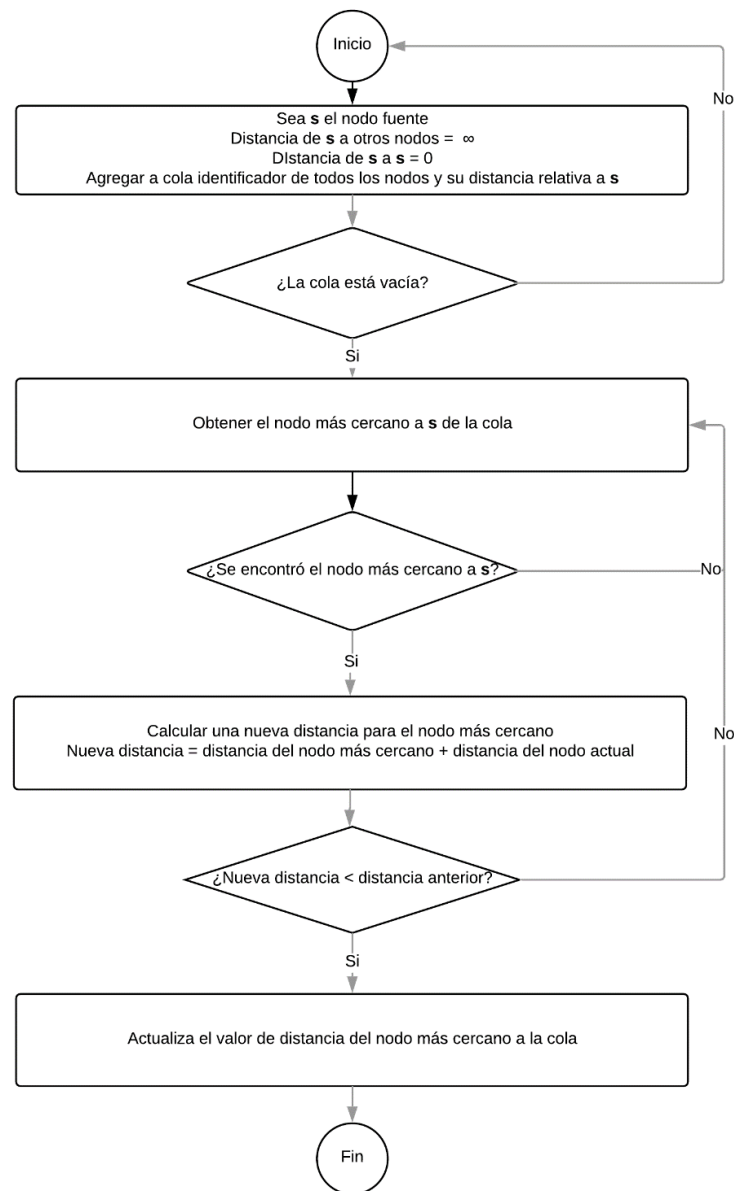 Inicio
No
Sea s el nodo fuente
Distancia de s a otros nodos = ∞
DIstancia de s a s = 0
Agregar a cola identificador de todos los nodos y su distancia relativa a s
¿La cola está vacía?
Si
Obtener el nodo más cercano a s de la cola
¿Se encontró el nodo más cercano a s?
No
Si
Calcular una nueva distancia para el nodo más cercano
Nueva distancia = distancia del nodo más cercano + distancia del nodo actual
No
¿Nueva distancia < distancia anterior?
Si
Actualiza el valor de distancia del nodo más cercano a la cola
Fin